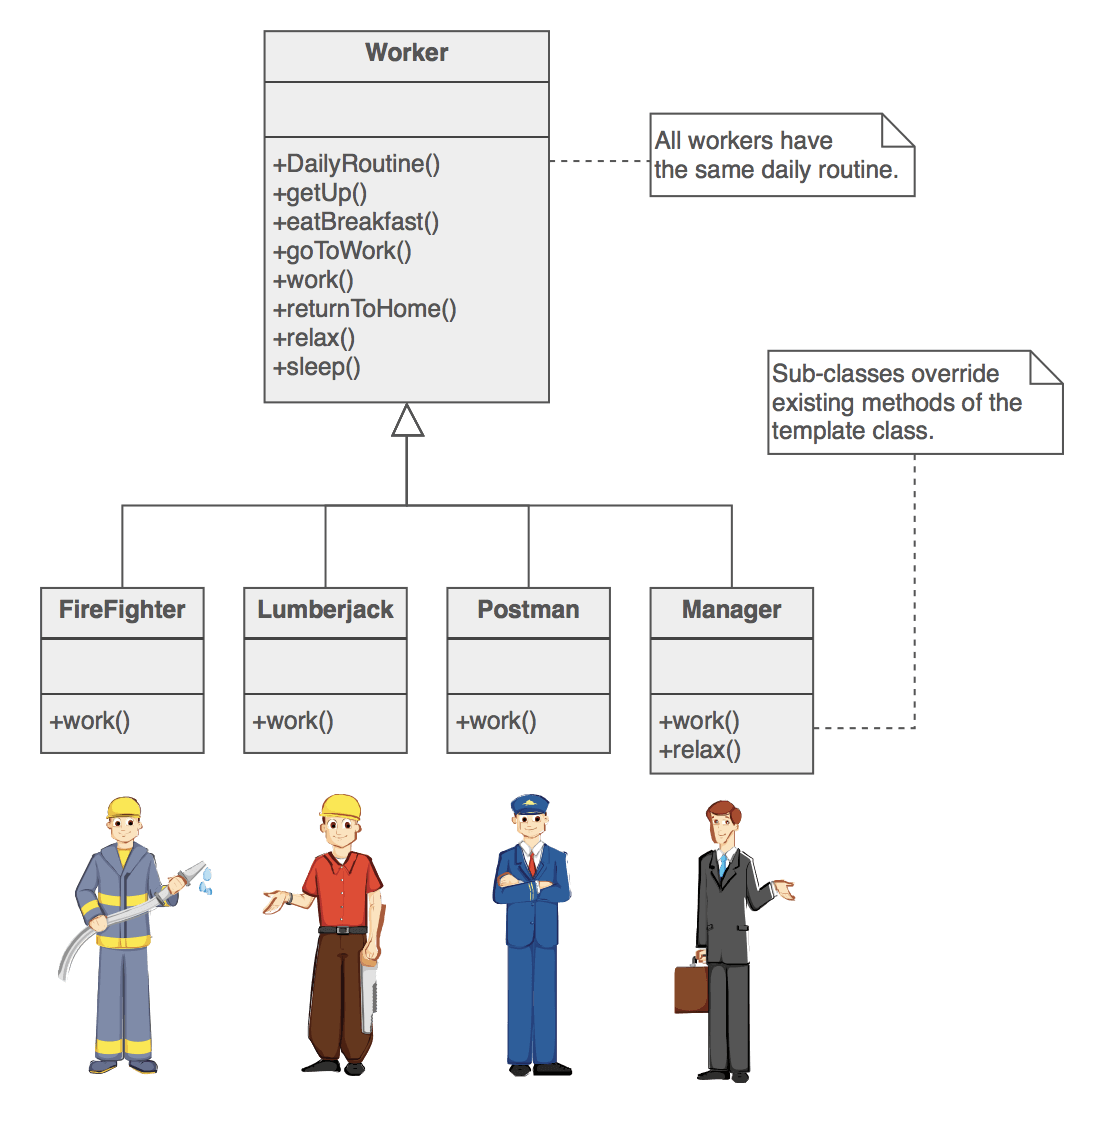 Worker
+DailyRoutine()
+getUp()
+eatBreakfast()
+goToWork()
+work()
+returnToHome()
+relax()
+sleep()
All workers have
the same daily routine.
Sub-classes override
existing methods of the
template class.
FireFighter
+work()
Lumberjack
+work()
Postman
+work()
Manager
+work()
+relax()